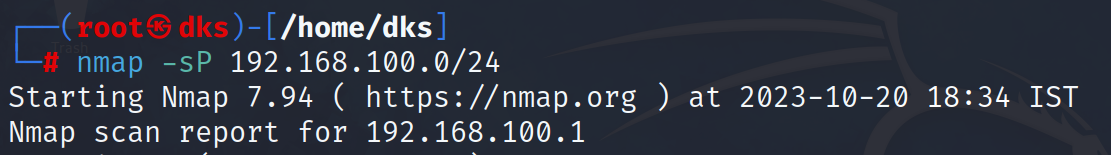 ┌──(root㉿dks)-[/home/dks]
Trash
└─# nmap -sP 192.168.100.0/24
Starting Nmap 7.94 ( https://nmap.org ) at 2023-10-20 18:34 IST
Nmap scan report for 192.168.100.1